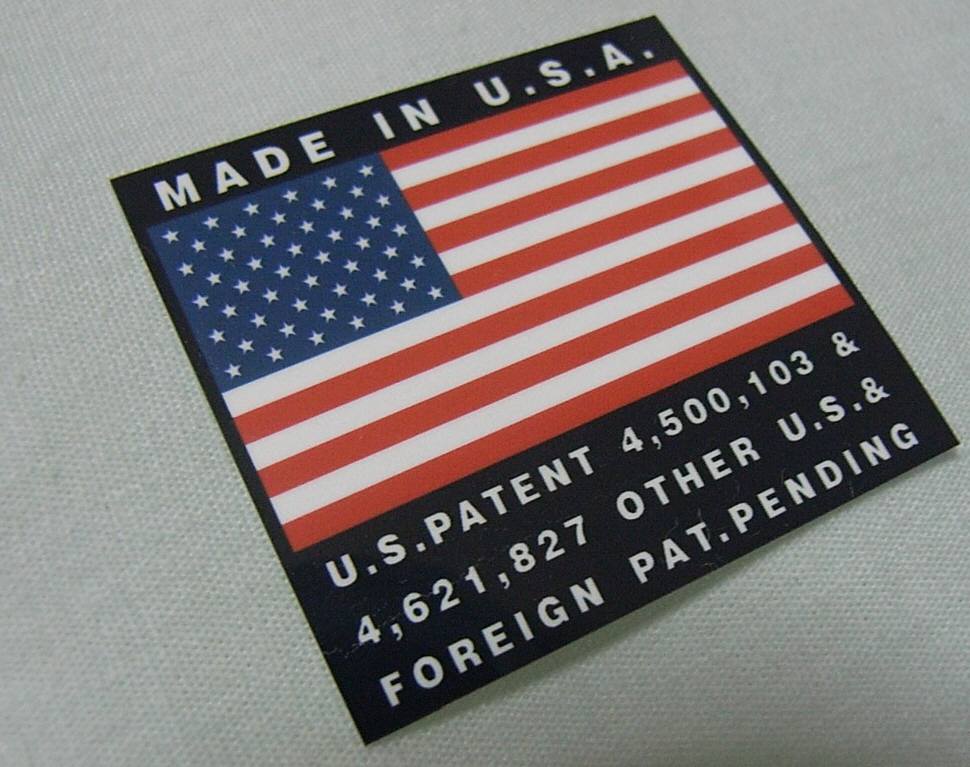 MADE IN U.S.A.
U.S.PATENT 4,500,103 &
4,621,827 OTHER U.S.&
FOREIGN PAT.PENDING